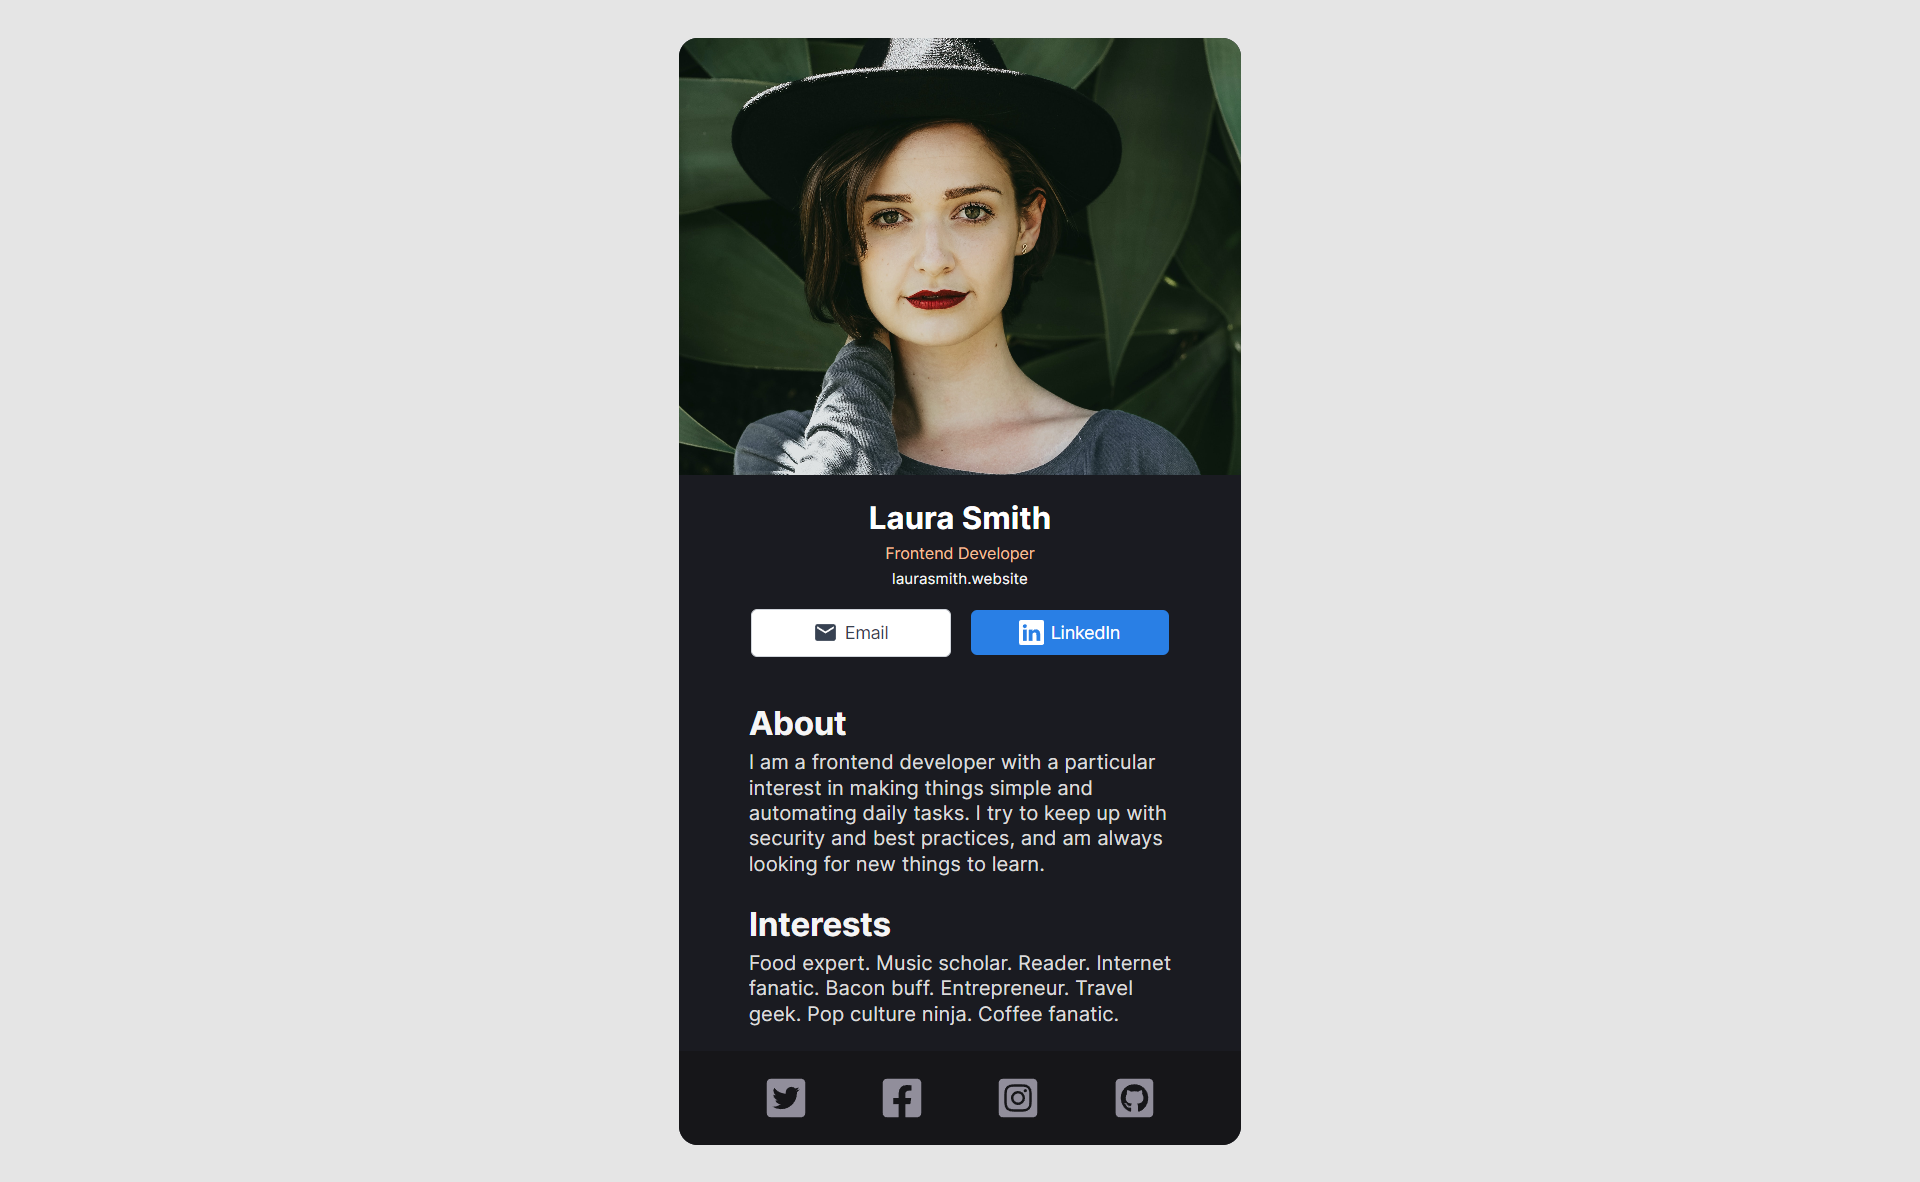 Laura Smith
Frontend Developer
laurasmith.website
Email
LinkedIn
About
I am a frontend developer with a particular
interest in making things simple and
automating daily tasks. I try to keep up with
security and best practices, and am always
looking for new things to learn.
Interests
Food expert. Music scholar. Reader. Internet
fanatic. Bacon buff. Entrepreneur. Travel
geek. Pop culture ninja. Coffee fanatic.